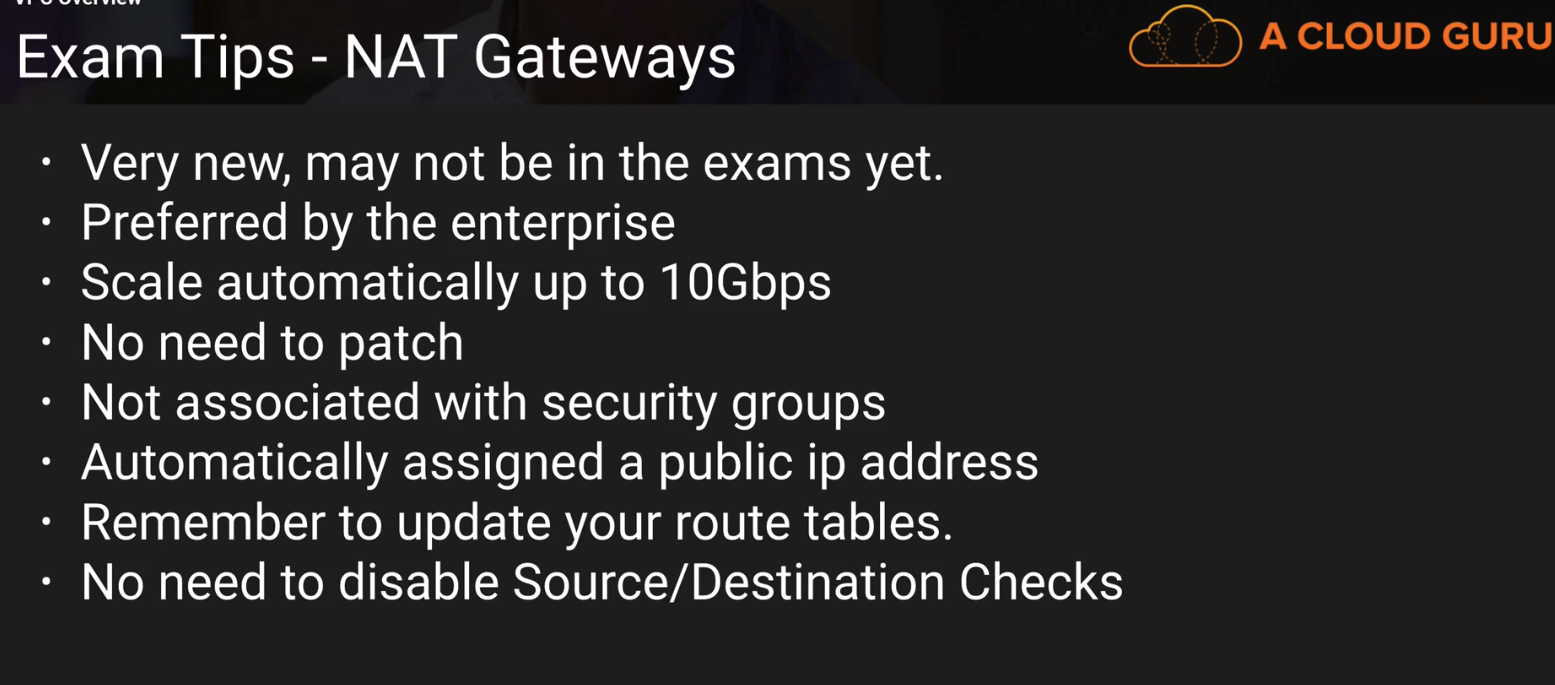 VPC Overview
Exam Tips - NAT Gateways
A CLOUD GURU
• Very new, may not be in the exams yet.
• Preferred by the enterprise
• Scale automatically up to 10Gbps
• No need to patch
• Not associated with security groups
• Automatically assigned a public ip address
• Remember to update your route tables.
• No need to disable Source/Destination Checks